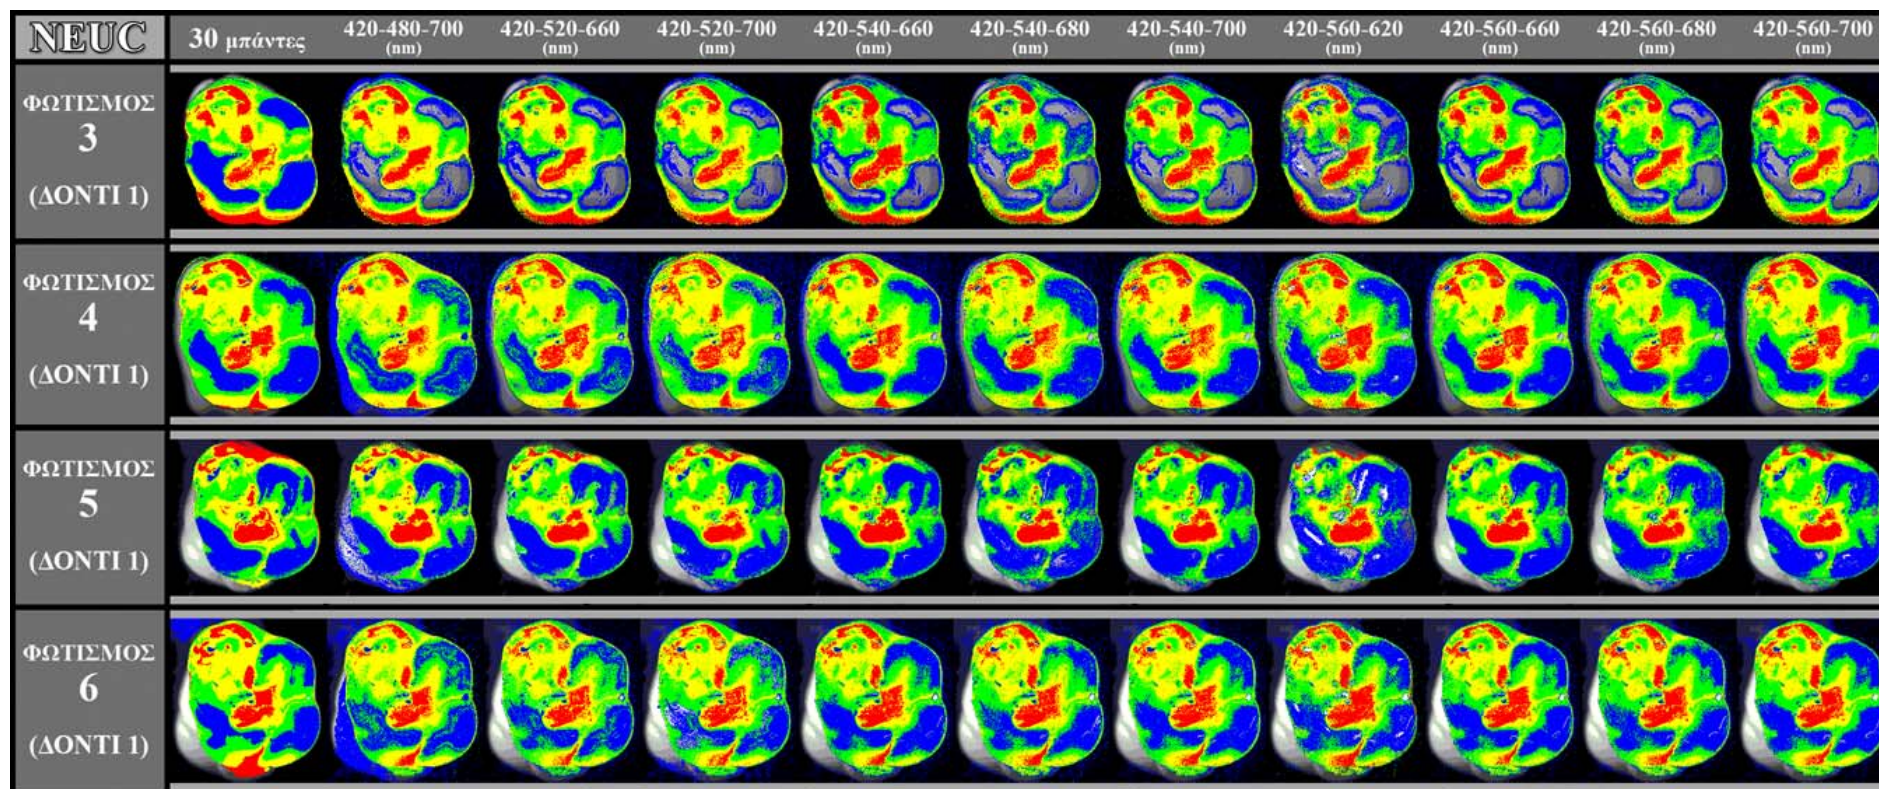 NEUC
30 μπάντες
420-480-700
(nm)
420-520-660
(nm)
420-520-700
(nm)
420-540-660
(nm)
420-540-680
(nm)
420-540-700
(nm)
420-560-620
(nm)
420-560-660
(nm)
420-560-680
(nm)
420-560-700
(nm)
ΦΩΤΙΣΜΟΣ
3
(ΔΟΝΤΙ 1)
ΦΩΤΙΣΜΟΣ
4
(ΔΟΝΤΙ 1)
ΦΩΤΙΣΜΟΣ
5
(ΔΟΝΤΙ 1)
ΦΩΤΙΣΜΟΣ
6
(ΔΟΝΤΙ 1)